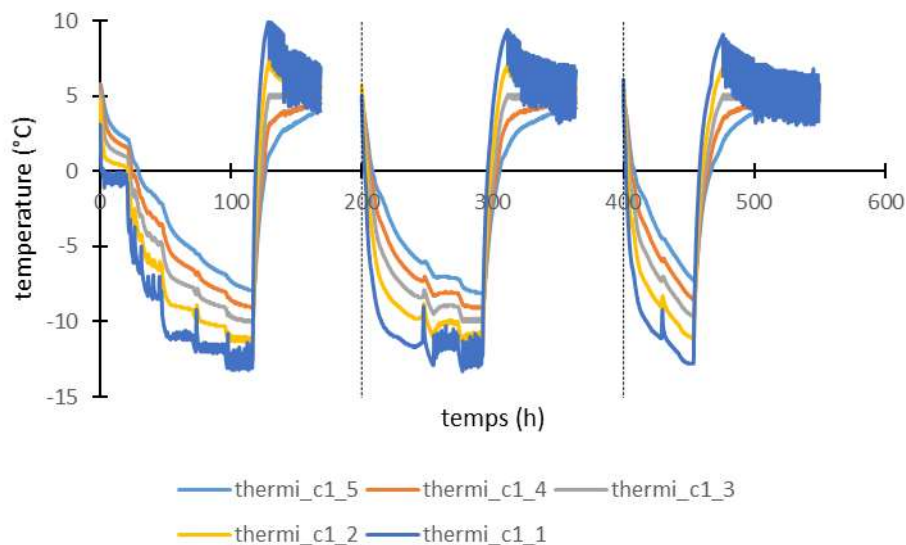 10
5
0
-5
-10
-15
0
100
200
300
400
500
600
temperature (°C)
temps (h)
thermi_c1_5
thermi_c1_4
thermi_c1_3
thermi_c1_2
thermi_c1_1